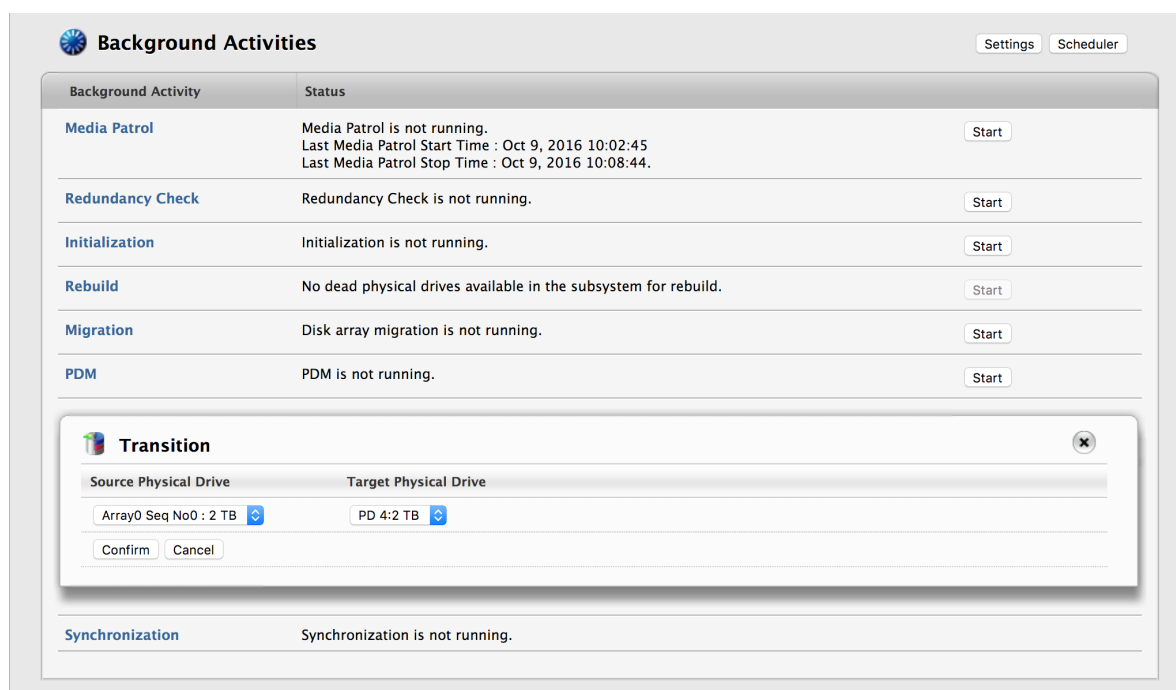 Background Activities
Settings Scheduler
Background Activity Status
Media Patrol Media Patrol is not running. Start
Last Media Patrol Start Time : Oct 9, 2016 10:02:45
Last Media Patrol Stop Time : Oct 9, 2016 10:08:44.
Redundancy Check Redundancy Check is not running. Start
Initialization Initialization is not running. Start
Rebuild No dead physical drives available in the subsystem for rebuild. Start
Migration Disk array migration is not running. Start
PDM PDM is not running. Start
Transition
Source Physical Drive Target Physical Drive
Array0 Seq No0 : 2 TB PD 4:2 TB
Confirm Cancel
Synchronization Synchronization is not running.